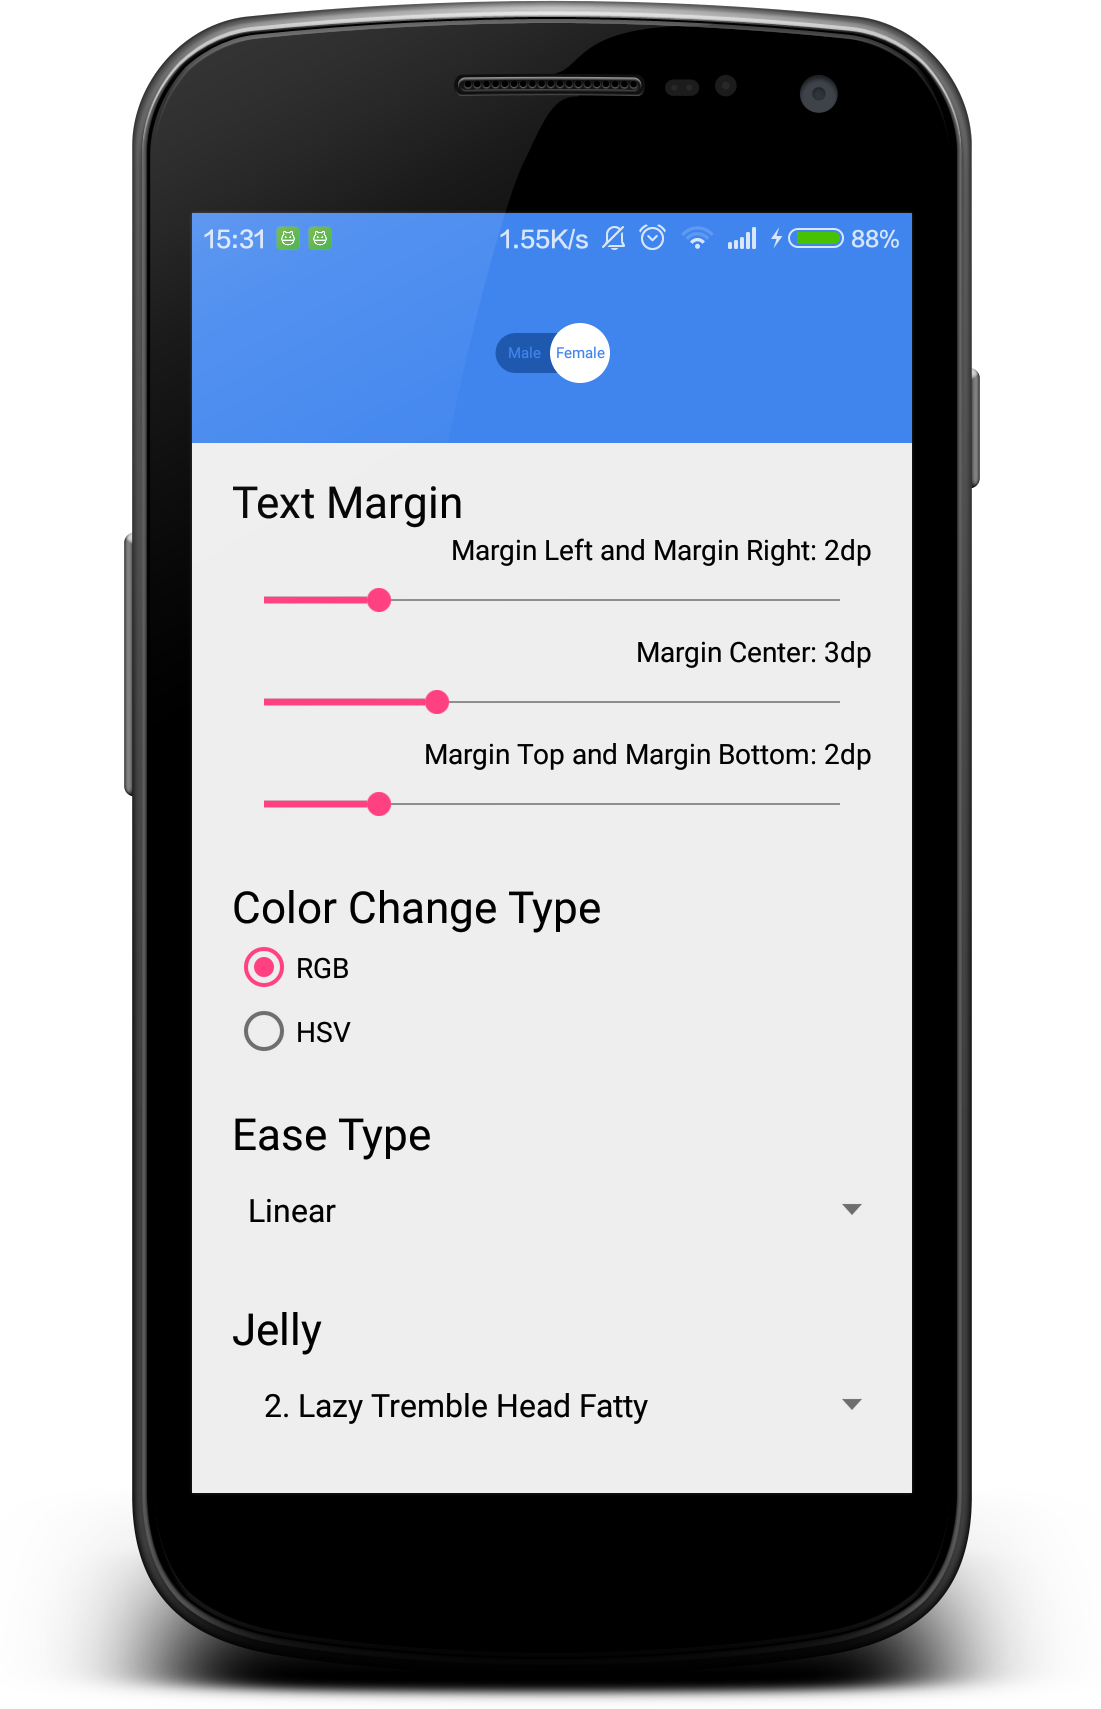 15:31 1.55K/s 88%
Male Female
Text Margin
Margin Left and Margin Right: 2dp
Margin Center: 3dp
Margin Top and Margin Bottom: 2dp
Color Change Type
RGB
HSV
Ease Type
Linear
Jelly
2. Lazy Tremble Head Fatty